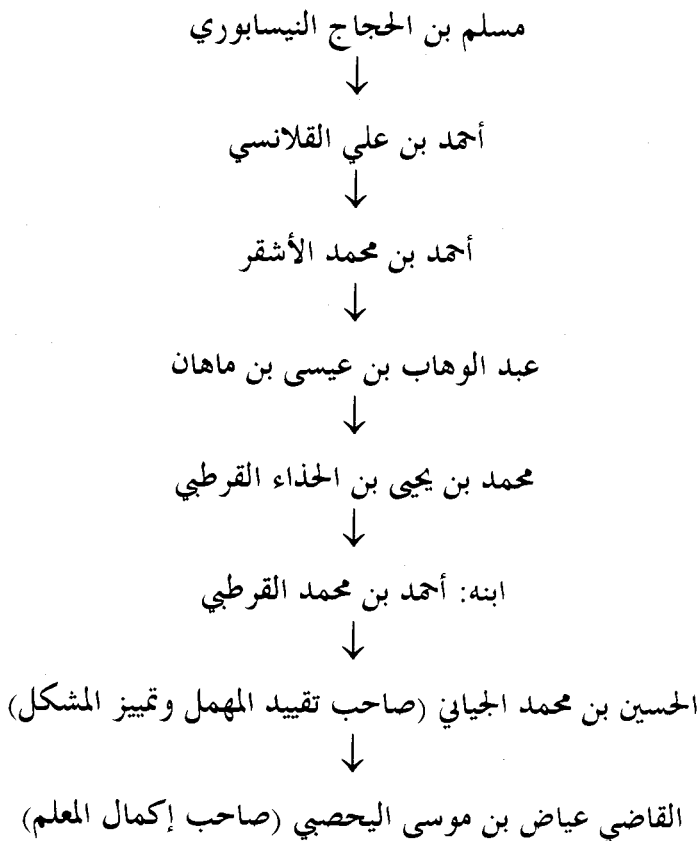 مسلم بن الحجاج النيسابوري
أحمد بن علي القلانسي
أحمد بن محمد الأشقر
عبد الوهاب بن عيسى بن ماهان
محمد بن يحيى بن الحذاء القرطبي
ابنه: أحمد بن محمد القرطبي
الحسين بن محمد الجياني (صاحب تقييد المهمل وتمييز المشكل)
القاضي عياض بن موسى اليحصبي (صاحب إكمال المعلم)